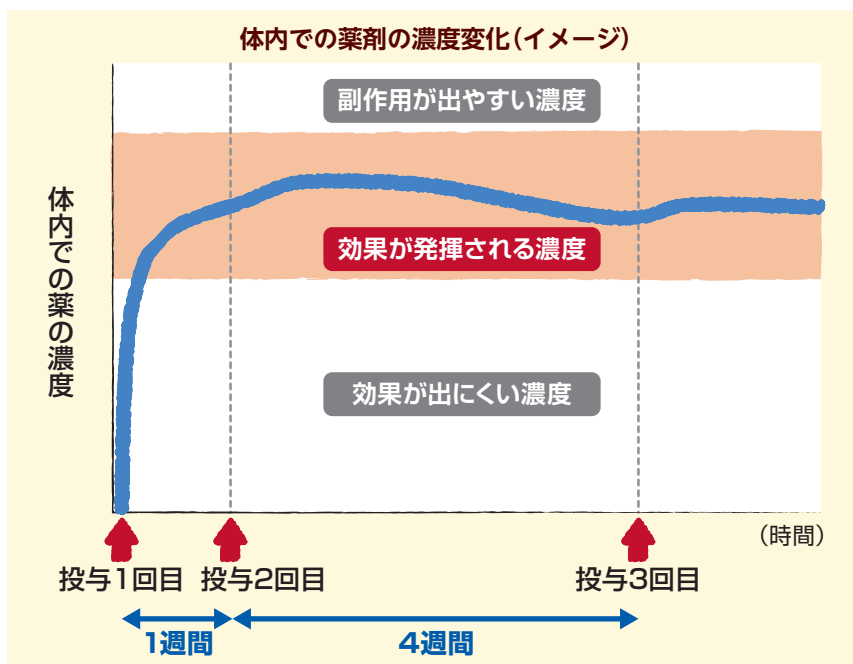 体内での薬剤の濃度変化(イメージ)
副作用が出やすい濃度
体内での薬の濃度
効果が発揮される濃度
効果が出にくい濃度
(時間)
投与1回目 投与2回目 投与3回目
1週間 4週間